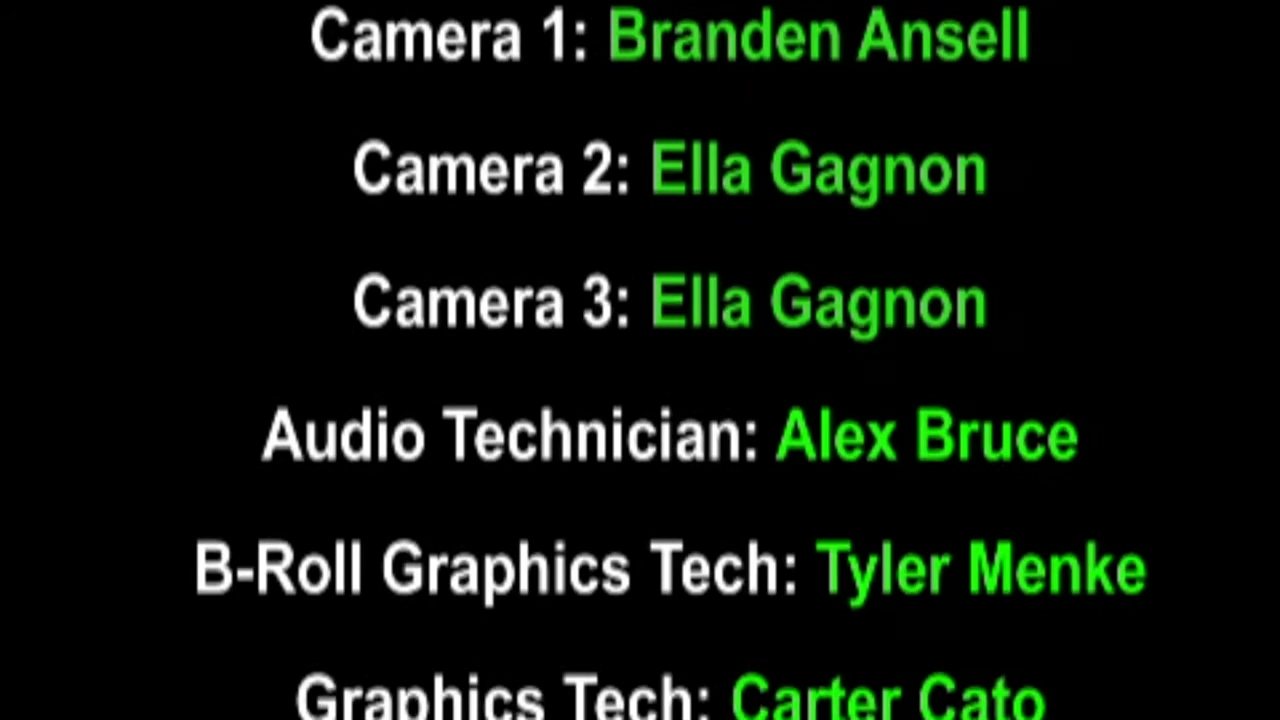 Camera 1: Branden Ansell
Camera 2: Ella Gagnon
Camera 3: Ella Gagnon
Audio Technician: Alex Bruce
B-Roll Graphics Tech: Tyler Menke
Graphics Tech: Carter Cato